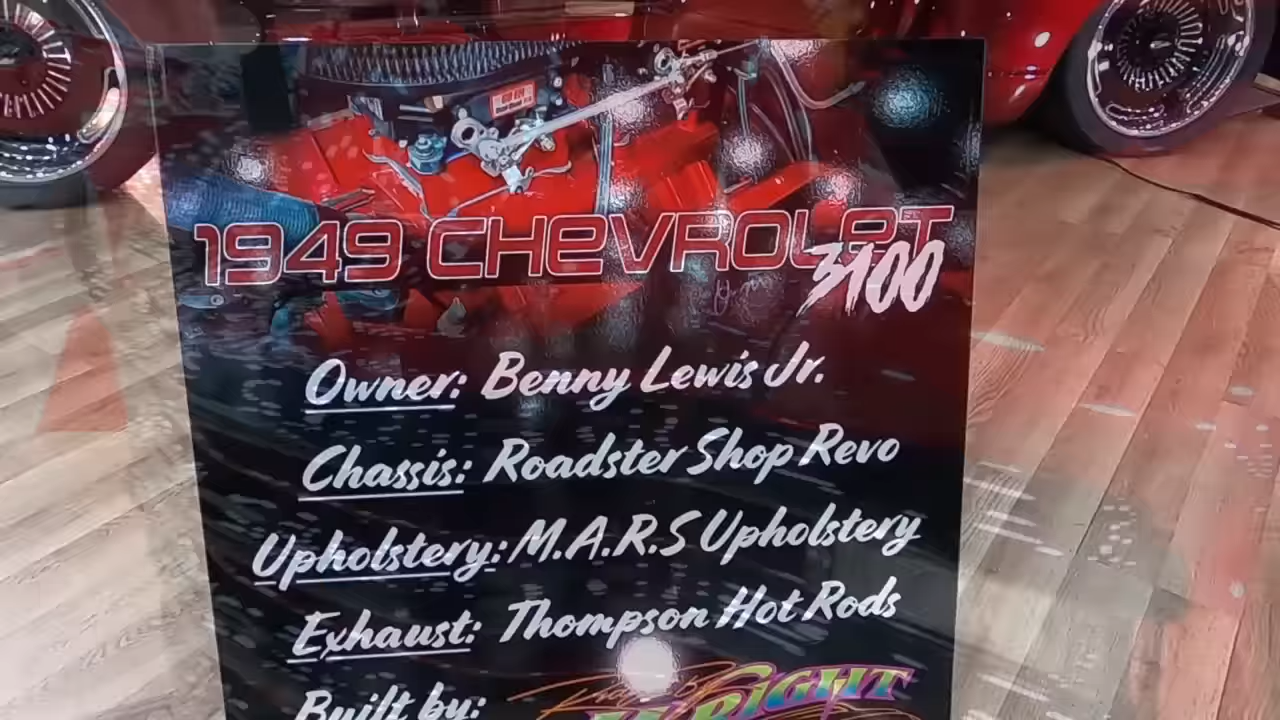 1949 CHEVROLET
3100
Owner: Benny Lewis Jr.
Chassis: Roadster Shop Revo
Upholstery: M.A.R.S Upholstery
Exhaust: Thompson Hot Rods
Built by: